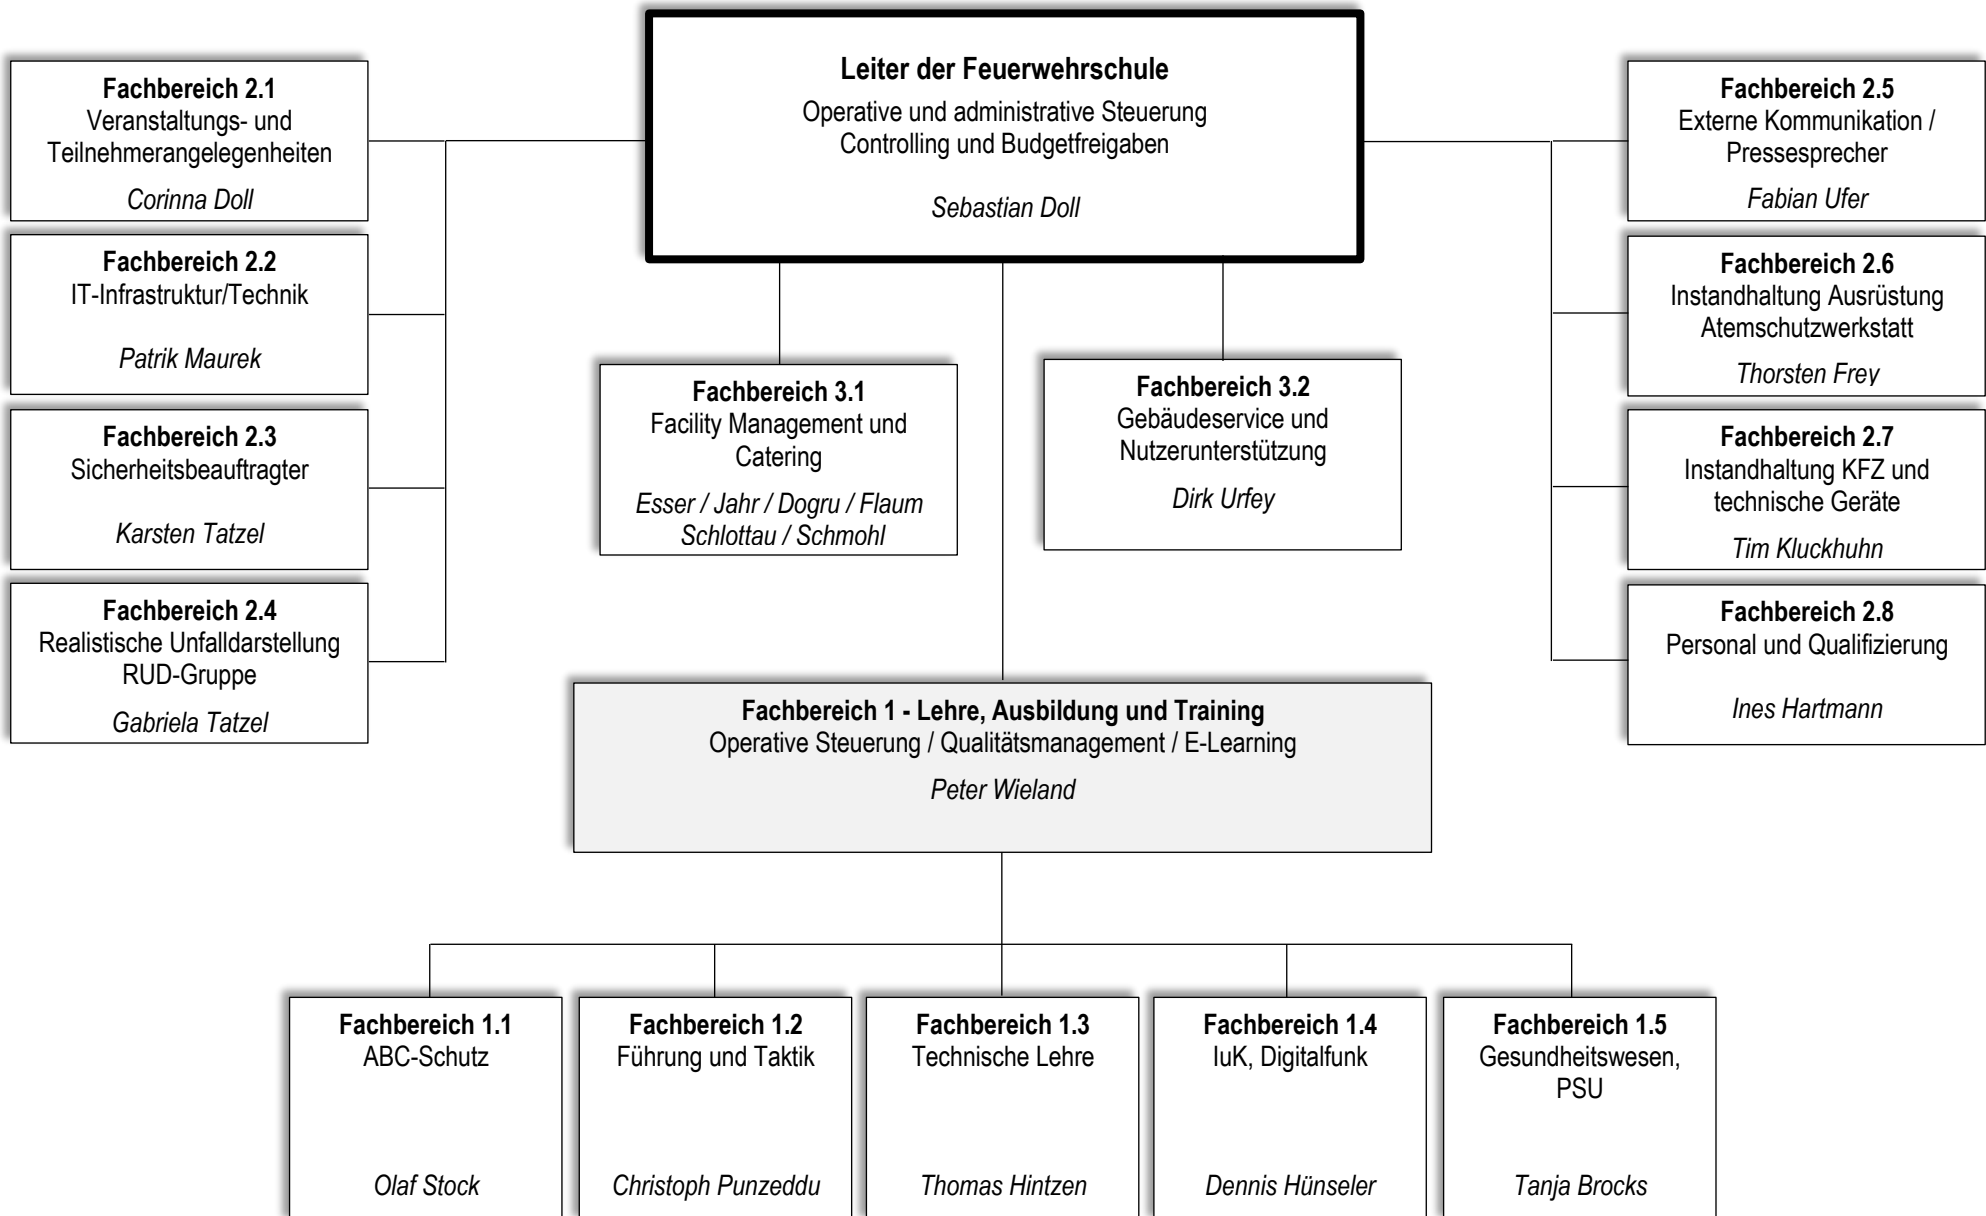 Leiter der Feuerwehrschule
Operative und administrative Steuerung
Controlling und Budgetfreigaben
Sebastian Doll
Fachbereich 2.1
Veranstaltungs- und
Teilnehmerangelegenheiten
Corinna Doll
Fachbereich 2.2
IT-Infrastruktur/Technik
Patrik Maurek
Fachbereich 2.3
Sicherheitsbeauftragter
Karsten Tatzel
Fachbereich 2.4
Realistische Unfalldarstellung
RUD-Gruppe
Gabriela Tatzel
Fachbereich 3.1
Facility Management und
Catering
Esser / Jahr / Dogru / Flaum
Schlottau / Schmohl
Fachbereich 3.2
Gebäudeservice und
Nutzerunterstützung
Dirk Urfey
Fachbereich 2.5
Externe Kommunikation /
Pressesprecher
Fabian Ufer
Fachbereich 2.6
Instandhaltung Ausrüstung
Atemschutzwerkstatt
Thorsten Frey
Fachbereich 2.7
Instandhaltung KFZ und
technische Geräte
Tim Kluckhuhn
Fachbereich 2.8
Personal und Qualifizierung
Ines Hartmann
Fachbereich 1 - Lehre, Ausbildung und Training
Operative Steuerung / Qualitätsmanagement / E-Learning
Peter Wieland
Fachbereich 1.1
ABC-Schutz
Olaf Stock
Fachbereich 1.2
Führung und Taktik
Christoph Punzeddu
Fachbereich 1.3
Technische Lehre
Thomas Hintzen
Fachbereich 1.4
IuK, Digitalfunk
Dennis Hünseler
Fachbereich 1.5
Gesundheitswesen,
PSU
Tanja Brocks